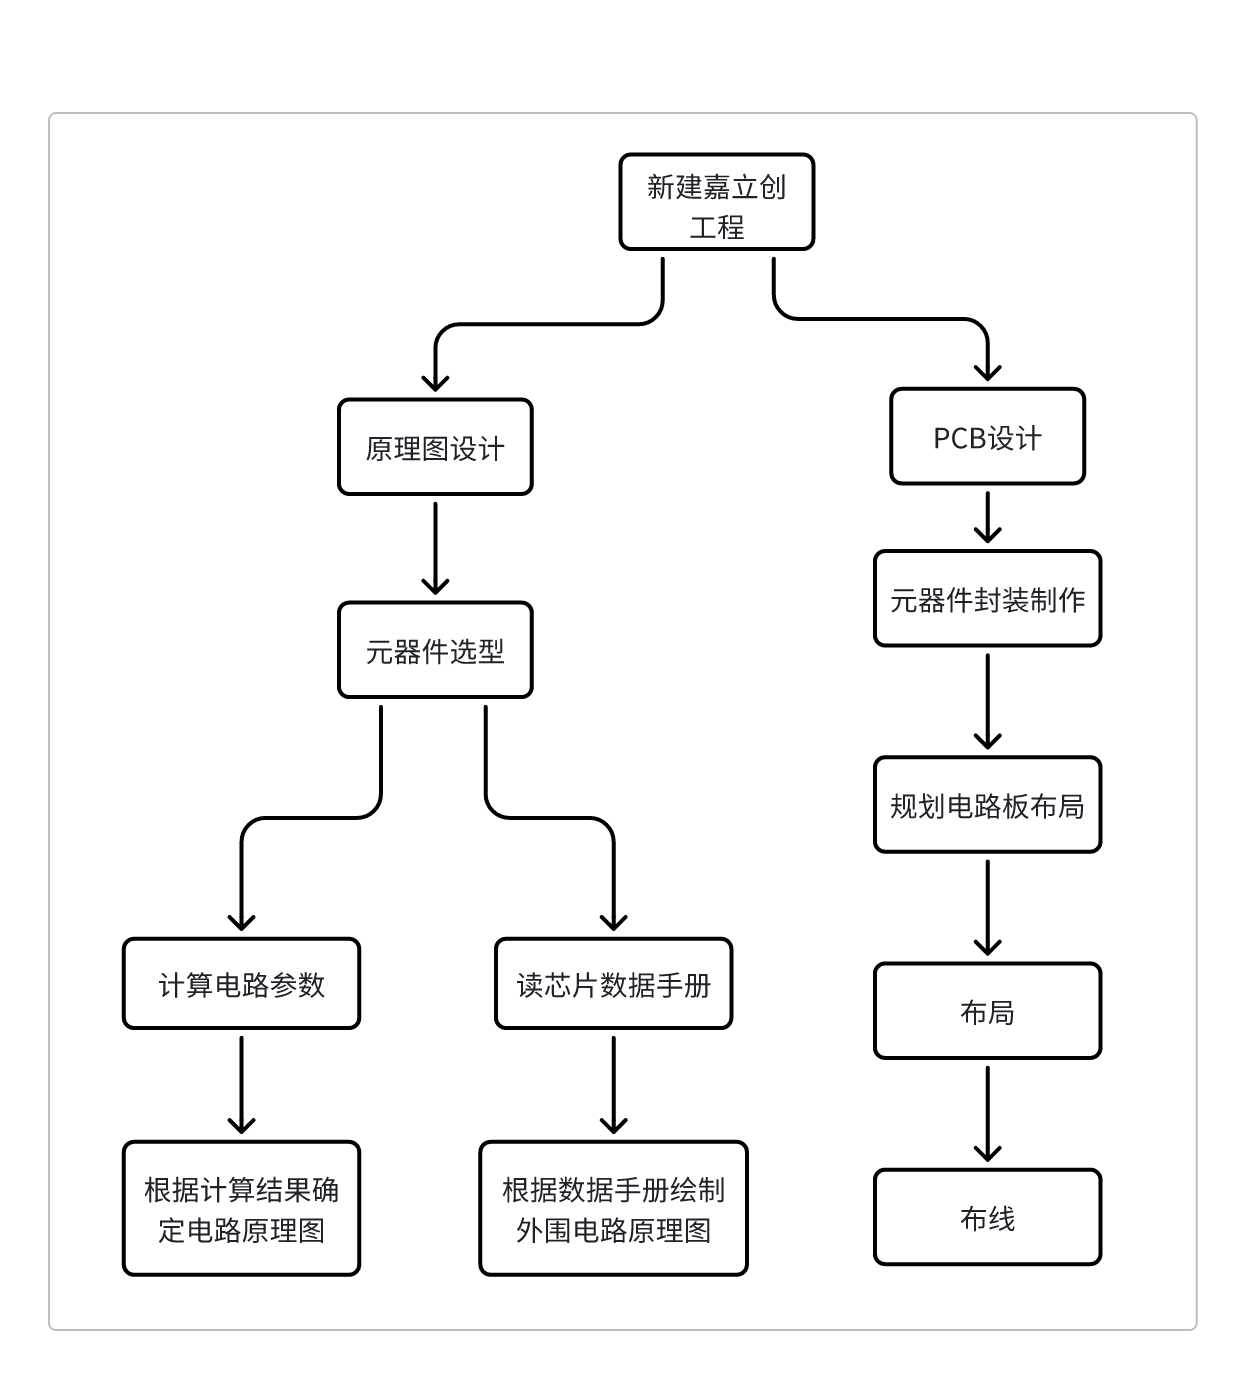 新建嘉立创
工程
原理图设计
PCB设计
元器件封装制作
元器件选型
规划电路板布局
计算电路参数
读芯片数据手册
布局
根据计算结果确
定电路原理图
根据数据手册绘制
外围电路原理图
布线